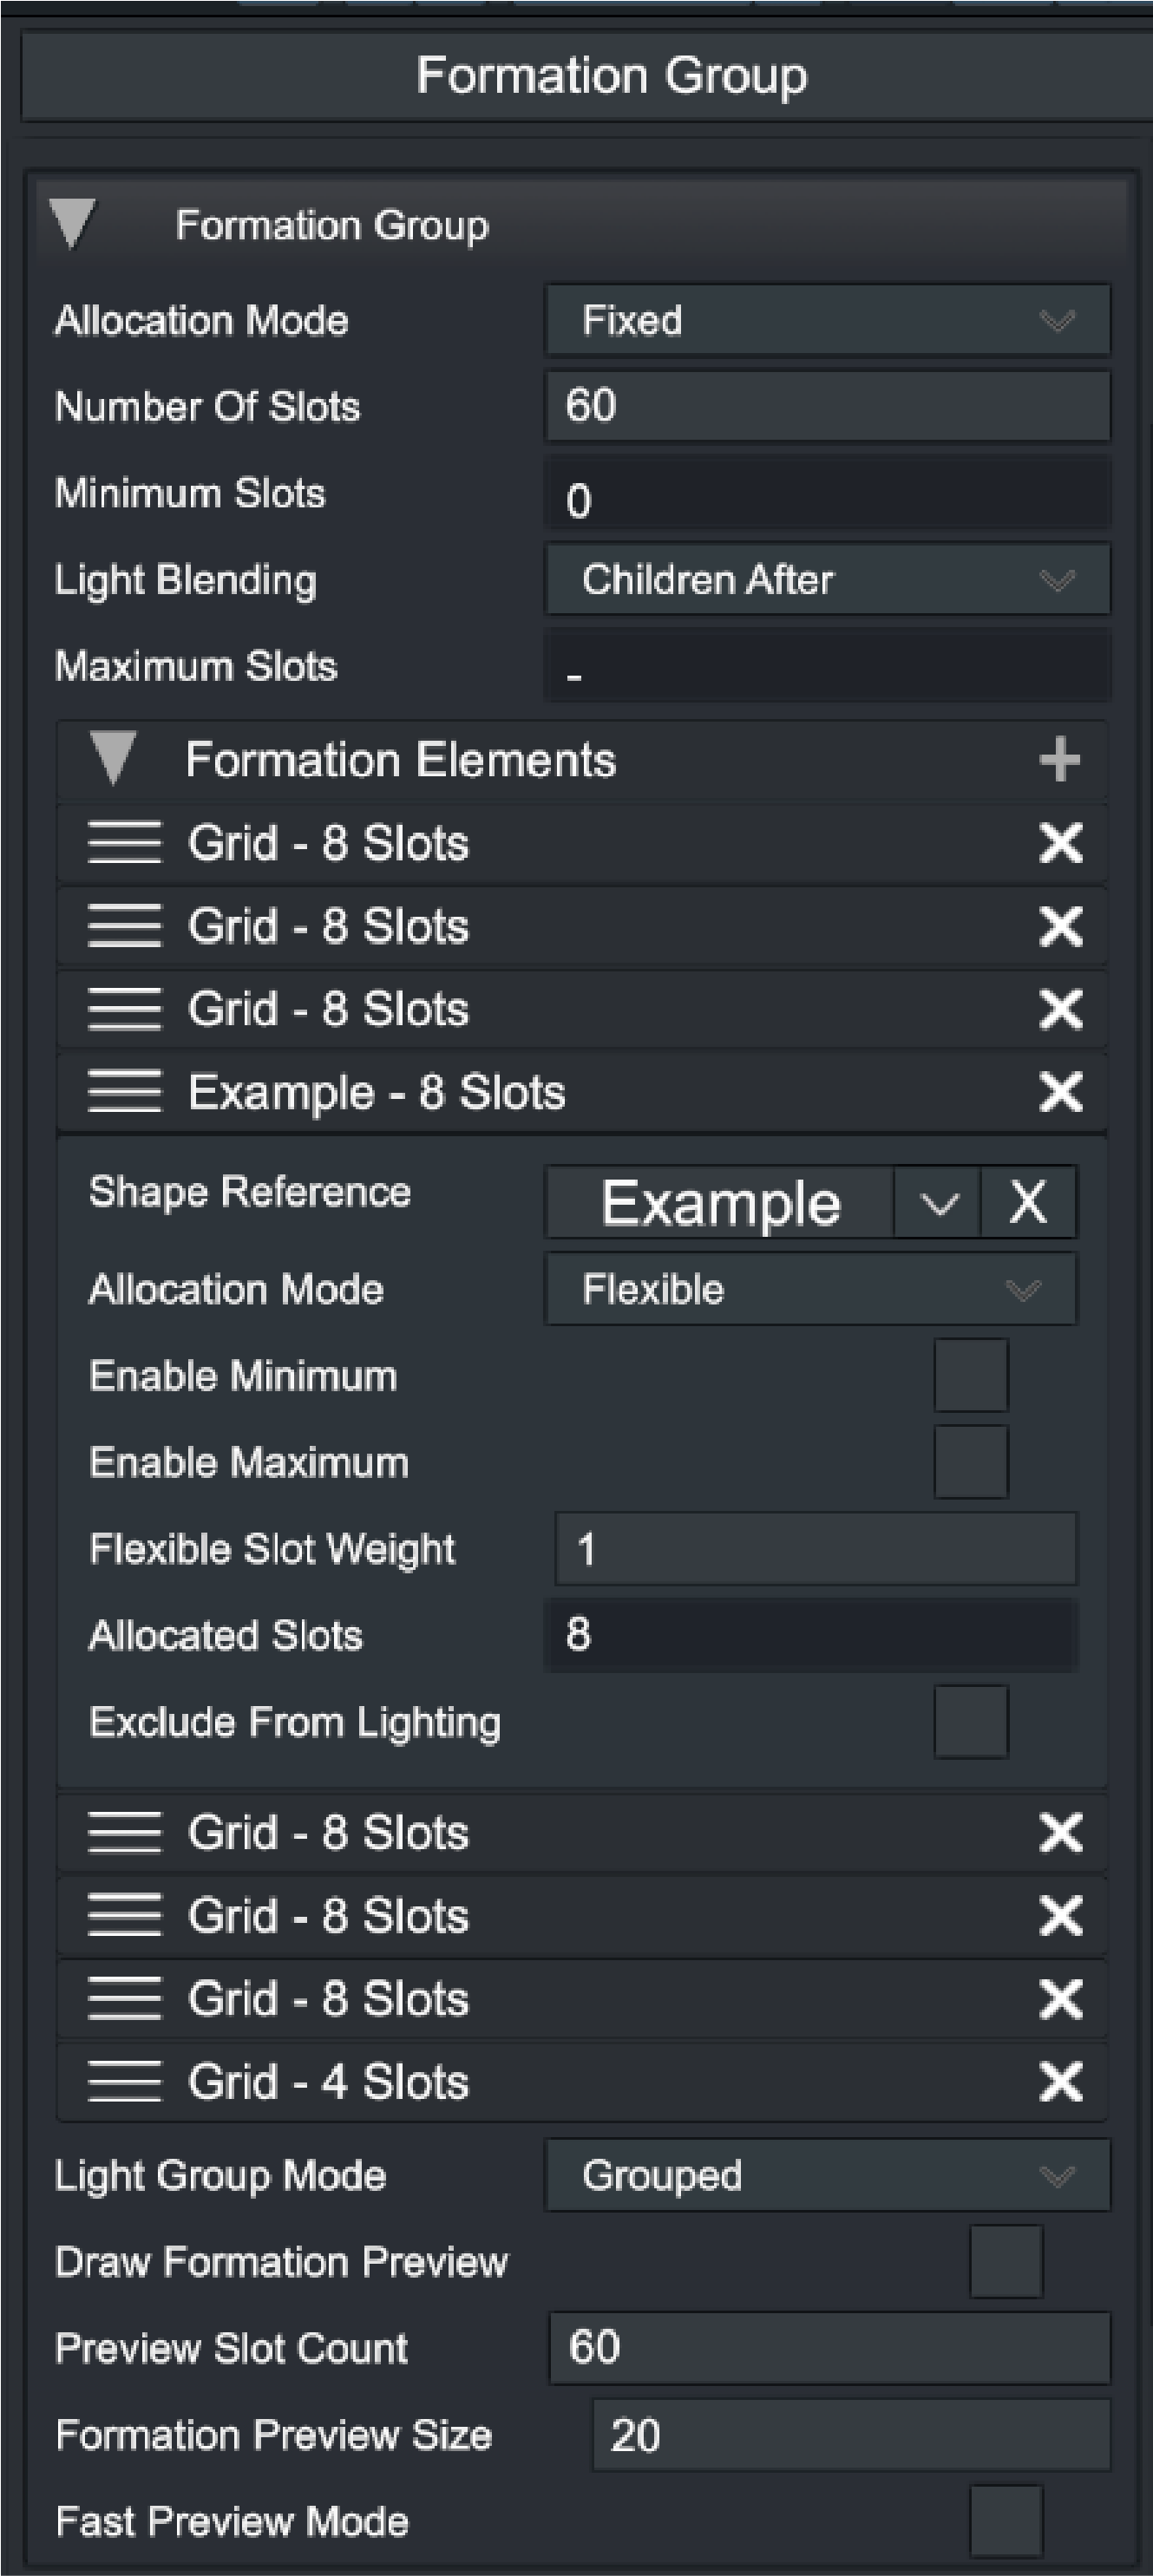 Formation Group
Formation Group
Allocation Mode Fixed
Number Of Slots 60
Minimum Slots 0
Light Blending Children After
Maximum Slots -
Formation Elements +
Grid - 8 Slots
Grid - 8 Slots
Grid - 8 Slots
Example - 8 Slots
Shape Reference Example X
Allocation Mode Flexible
Enable Minimum
Enable Maximum
Flexible Slot Weight 1
Allocated Slots 8
Exclude From Lighting
Grid - 8 Slots
Grid - 8 Slots
Grid - 8 Slots
Grid - 4 Slots
Light Group Mode Grouped
Draw Formation Preview
Preview Slot Count 60
Formation Preview Size 20
Fast Preview Mode